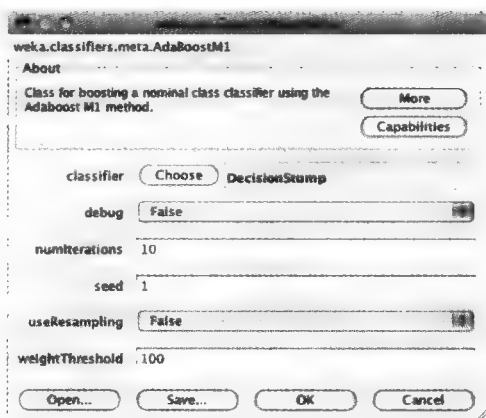 weka.classifiers.meta.AdaBoostM1
About
Class for boosting a nominal class classifier using the
Adaboost M1 method.
More
Capabilities
classifier Choose DecisionStump
debug False
numIterations 10
seed 1
useResampling False
weightThreshold 100
Open... Save... OK Cancel